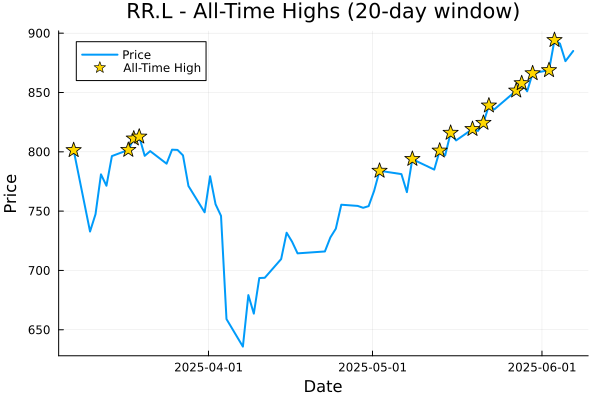 RR.L - All-Time Highs (20-day window)
900
Price
All-Time High
850
800
750
700
650
Price
2025-04-01
2025-05-01
2025-06-01
Date